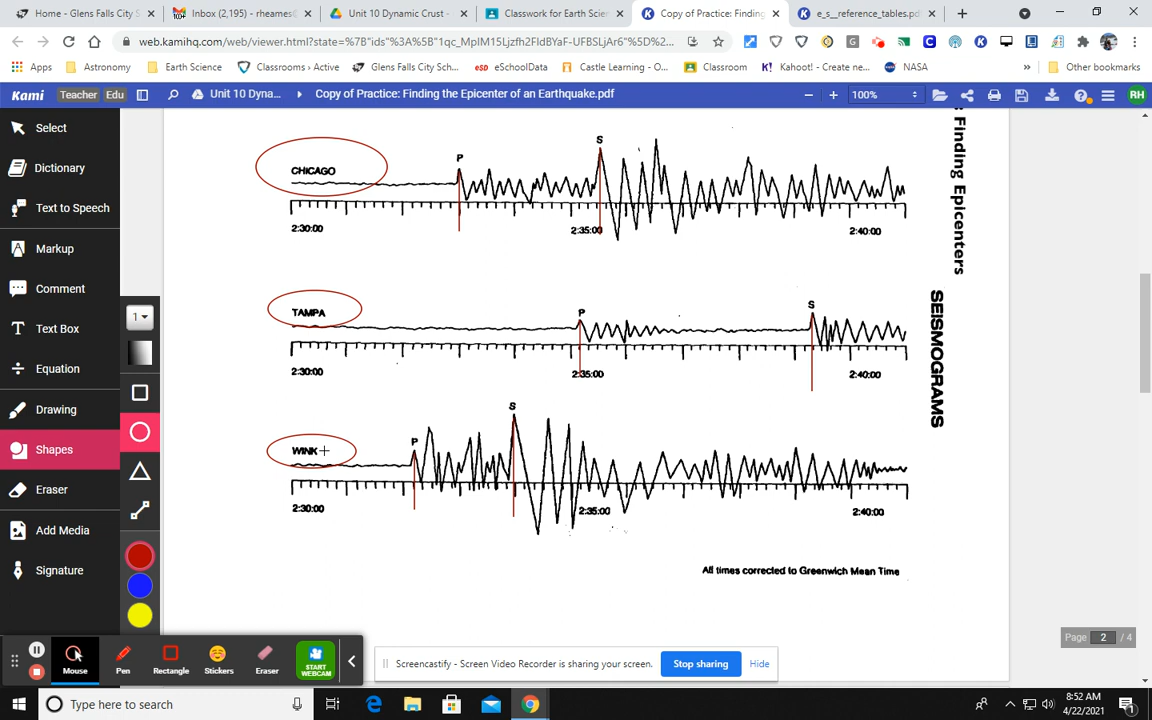 Home - Glens Falls City S
Inbox (2,195) - rheames@
Unit 10 Dynamic Crust -
Classwork for Earth Scien
Copy of Practice: Finding
e_s__reference_tables.pd
web.kamihq.com/web/viewer.html?state=%7B"ids"%3A%5B"1qc_MpIM15Ljzfh2FIdBYaF-UFBSLjAr6"%5D%2...
Apps
Astronomy
Earth Science
Classrooms › Active
Glens Falls City Sch...
eSchoolData
Castle Learning - O...
Classroom
Kahoot! - Create ne...
NASA
»
Other bookmarks
Kami
Teacher
Edu
Unit 10 Dyna...
Copy of Practice: Finding the Epicenter of an Earthquake.pdf
100%
RH
Select
Dictionary
Text to Speech
Markup
Comment
Text Box
Equation
Drawing
Shapes
Eraser
Add Media
Signature
1
Finding Epicenters
SEISMOGRAMS
CHICAGO
P
S
2:30:00
2:35:00
2:40:00
TAMPA
P
S
2:30:00
2:35:00
2:40:00
WINK
P
S
2:30:00
2:35:00
2:40:00
All times corrected to Greenwich Mean Time
Page 2 / 4
Mouse
Pen
Rectangle
Stickers
Eraser
START
WEBCAM
Screencastify - Screen Video Recorder is sharing your screen.
Stop sharing
Hide
Type here to search
8:52 AM
4/22/2021